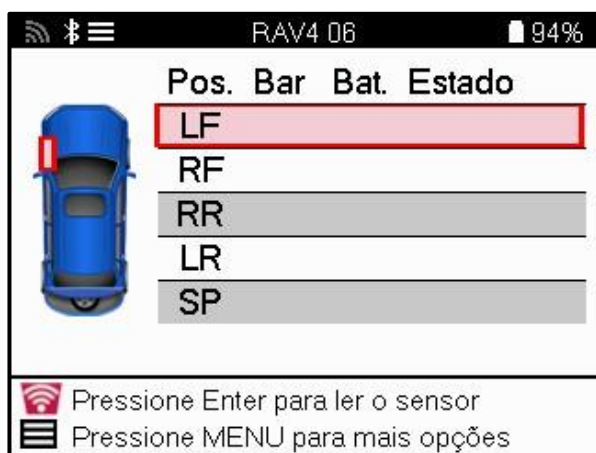 RAV4 06 94%
Pos. Bar Bat. Estado
LF
RF
RR
LR
SP
Pressione Enter para ler o sensor
Pressione MENU para mais opções